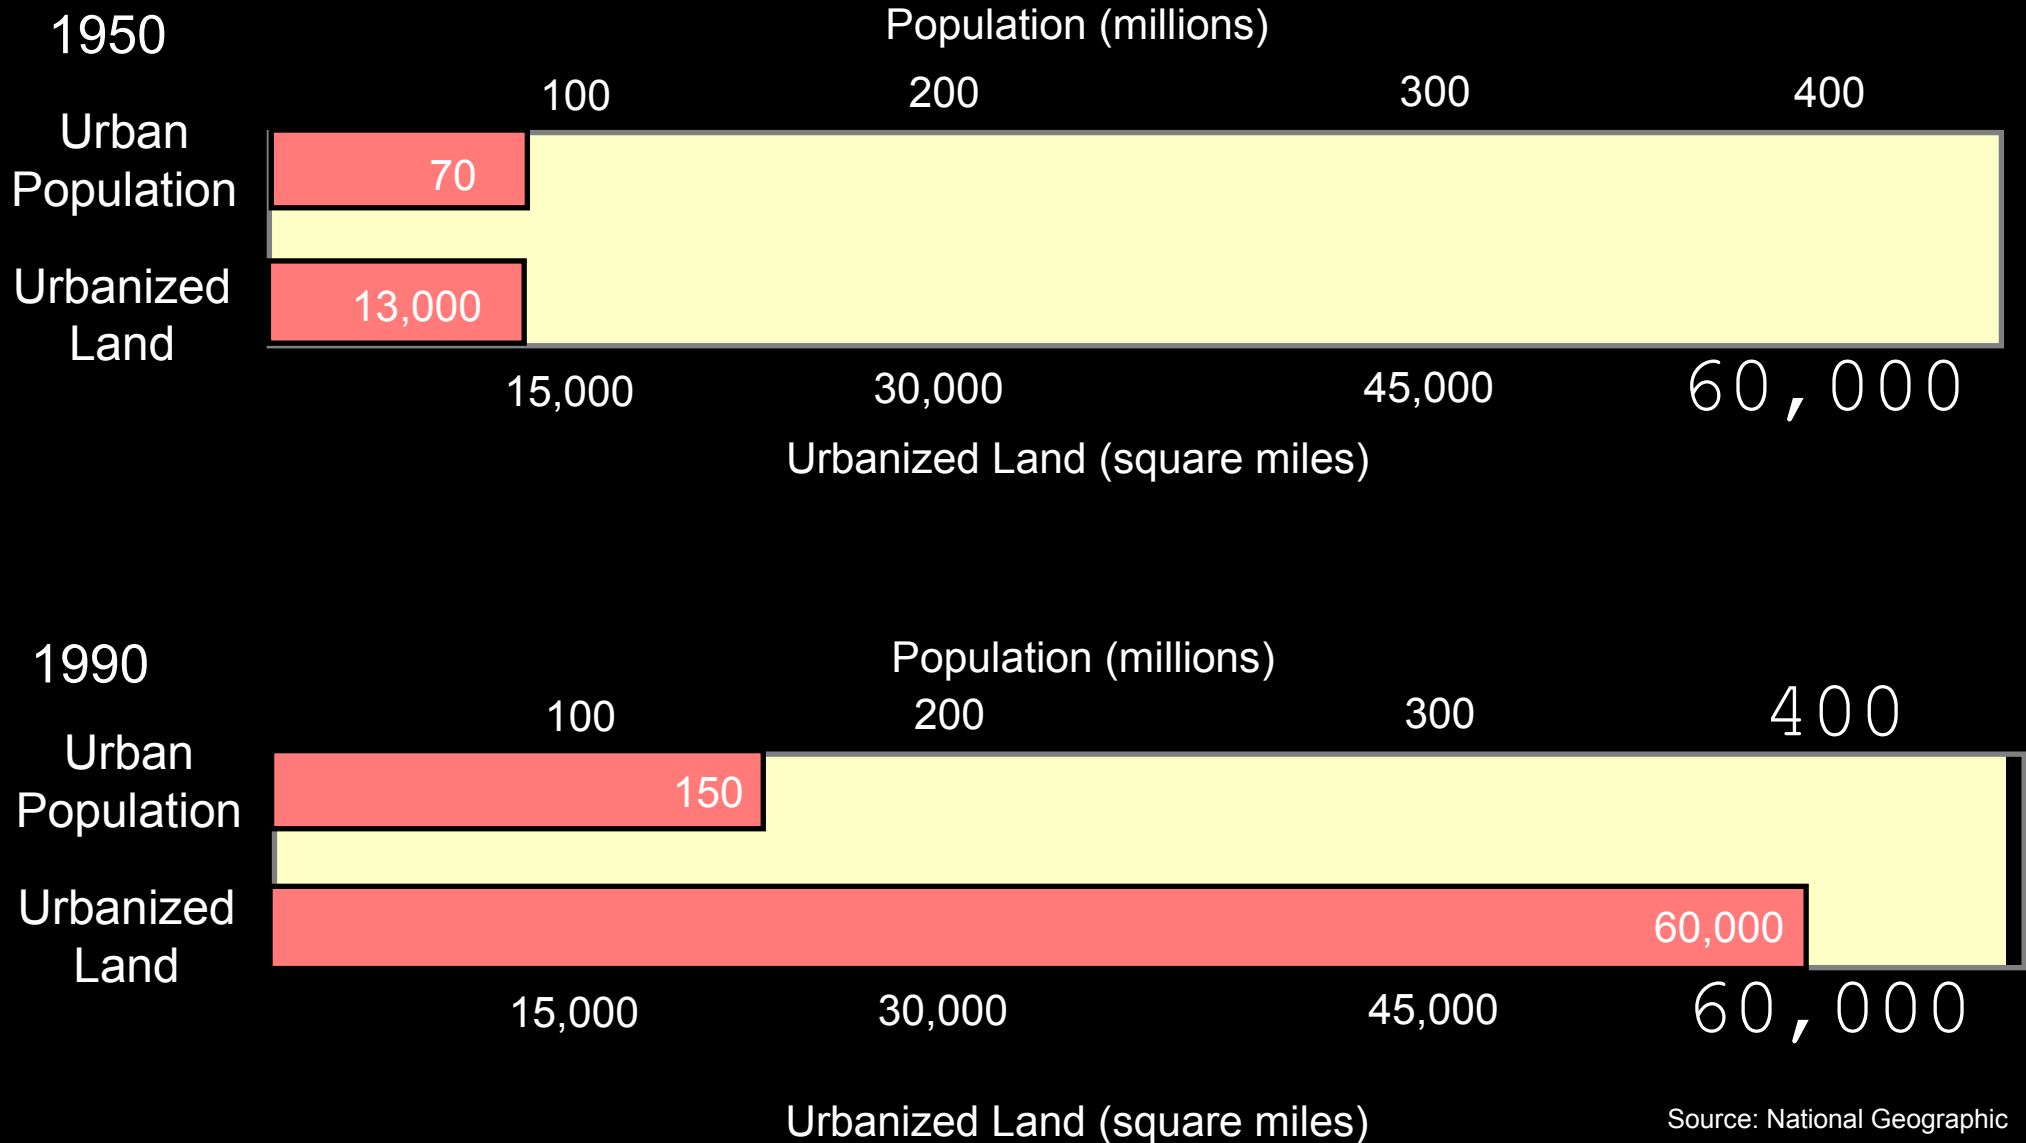 1950
Population (millions)
100 200 300 400
Urban
Population
70
Urbanized
Land
13,000
15,000 30,000 45,000 60,000
Urbanized Land (square miles)
1990
Population (millions)
100 200 300 400
Urban
Population
150
Urbanized
Land
60,000
15,000 30,000 45,000 60,000
Urbanized Land (square miles)
Source: National Geographic